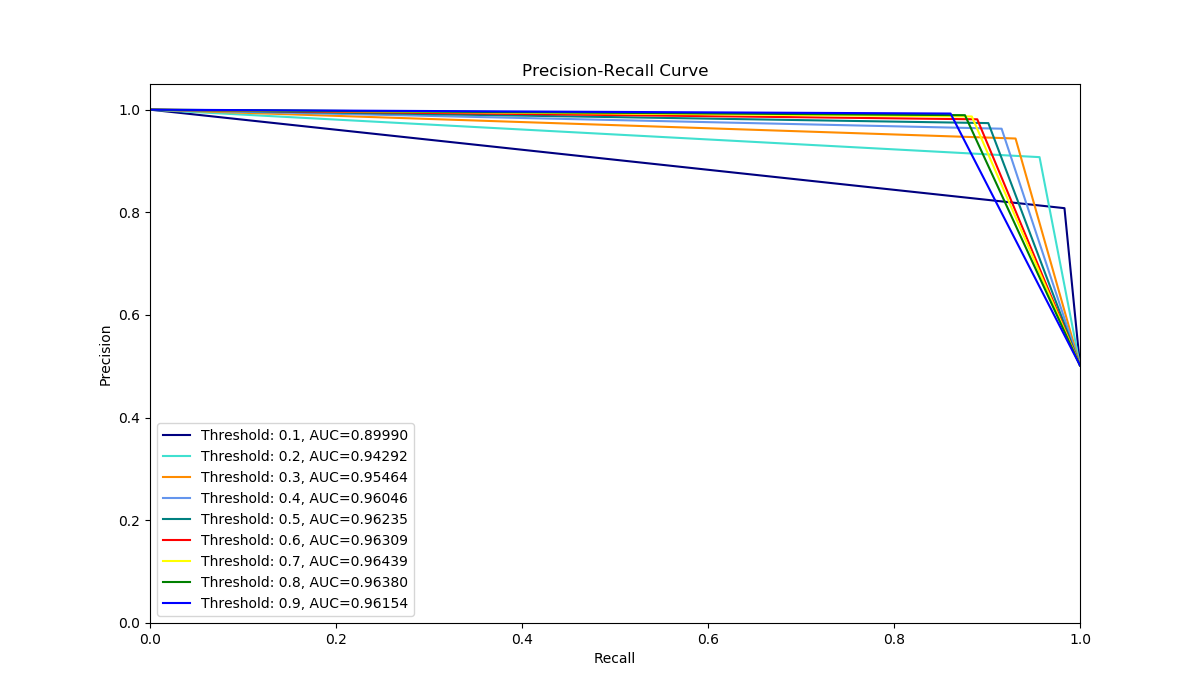 Precision-Recall Curve
1.0
0.8
0.6
0.4
0.2
0.0
Precision
Threshold: 0.1, AUC=0.89990
Threshold: 0.2, AUC=0.94292
Threshold: 0.3, AUC=0.95464
Threshold: 0.4, AUC=0.96046
Threshold: 0.5, AUC=0.96235
Threshold: 0.6, AUC=0.96309
Threshold: 0.7, AUC=0.96439
Threshold: 0.8, AUC=0.96380
Threshold: 0.9, AUC=0.96154
0.0 0.2 0.4 0.6 0.8 1.0
Recall